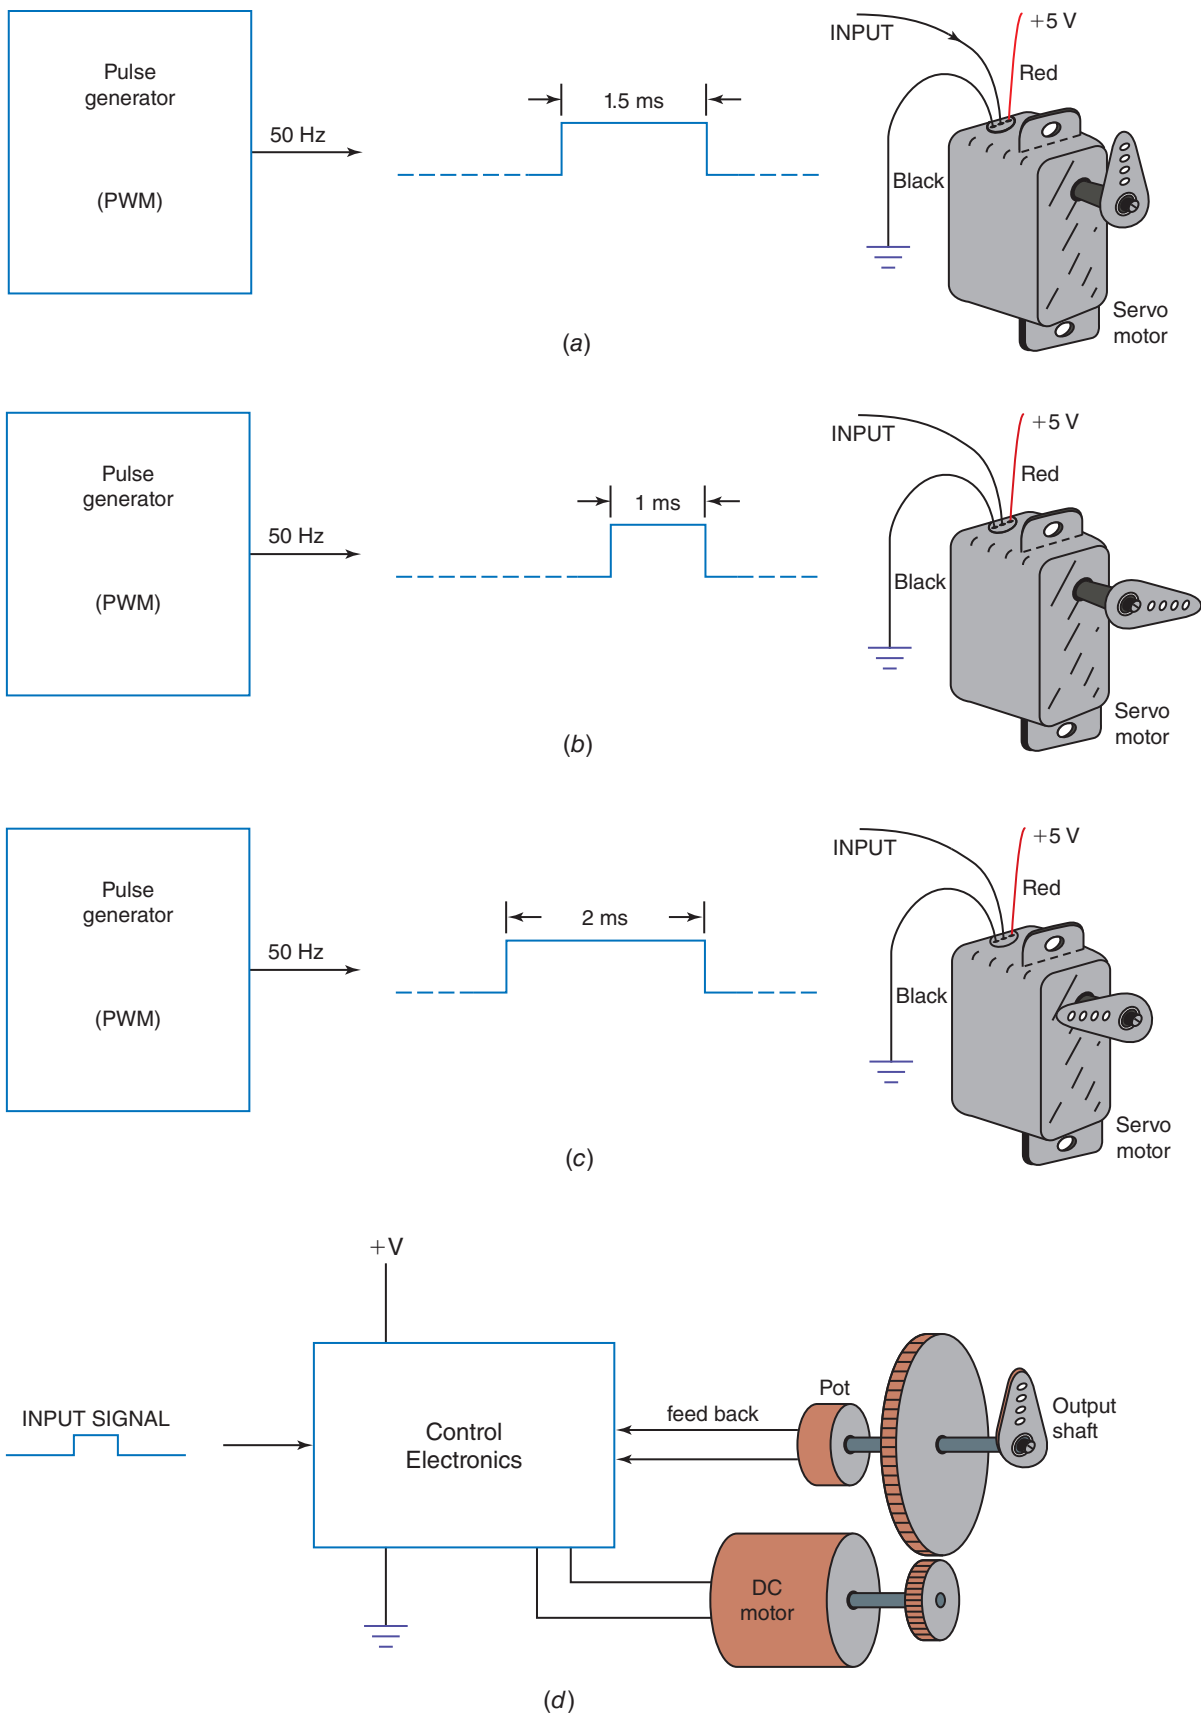 Pulse
generator
(PWM)
50 Hz
1.5 ms
INPUT
+5 V
Red
Black
Servo
motor
(a)
Pulse
generator
(PWM)
50 Hz
1 ms
INPUT
+5 V
Red
Black
Servo
motor
(b)
Pulse
generator
(PWM)
50 Hz
2 ms
INPUT
+5 V
Red
Black
Servo
motor
(c)
+V
INPUT SIGNAL
Control
Electronics
feed back
Pot
Output
shaft
DC
motor
(d)